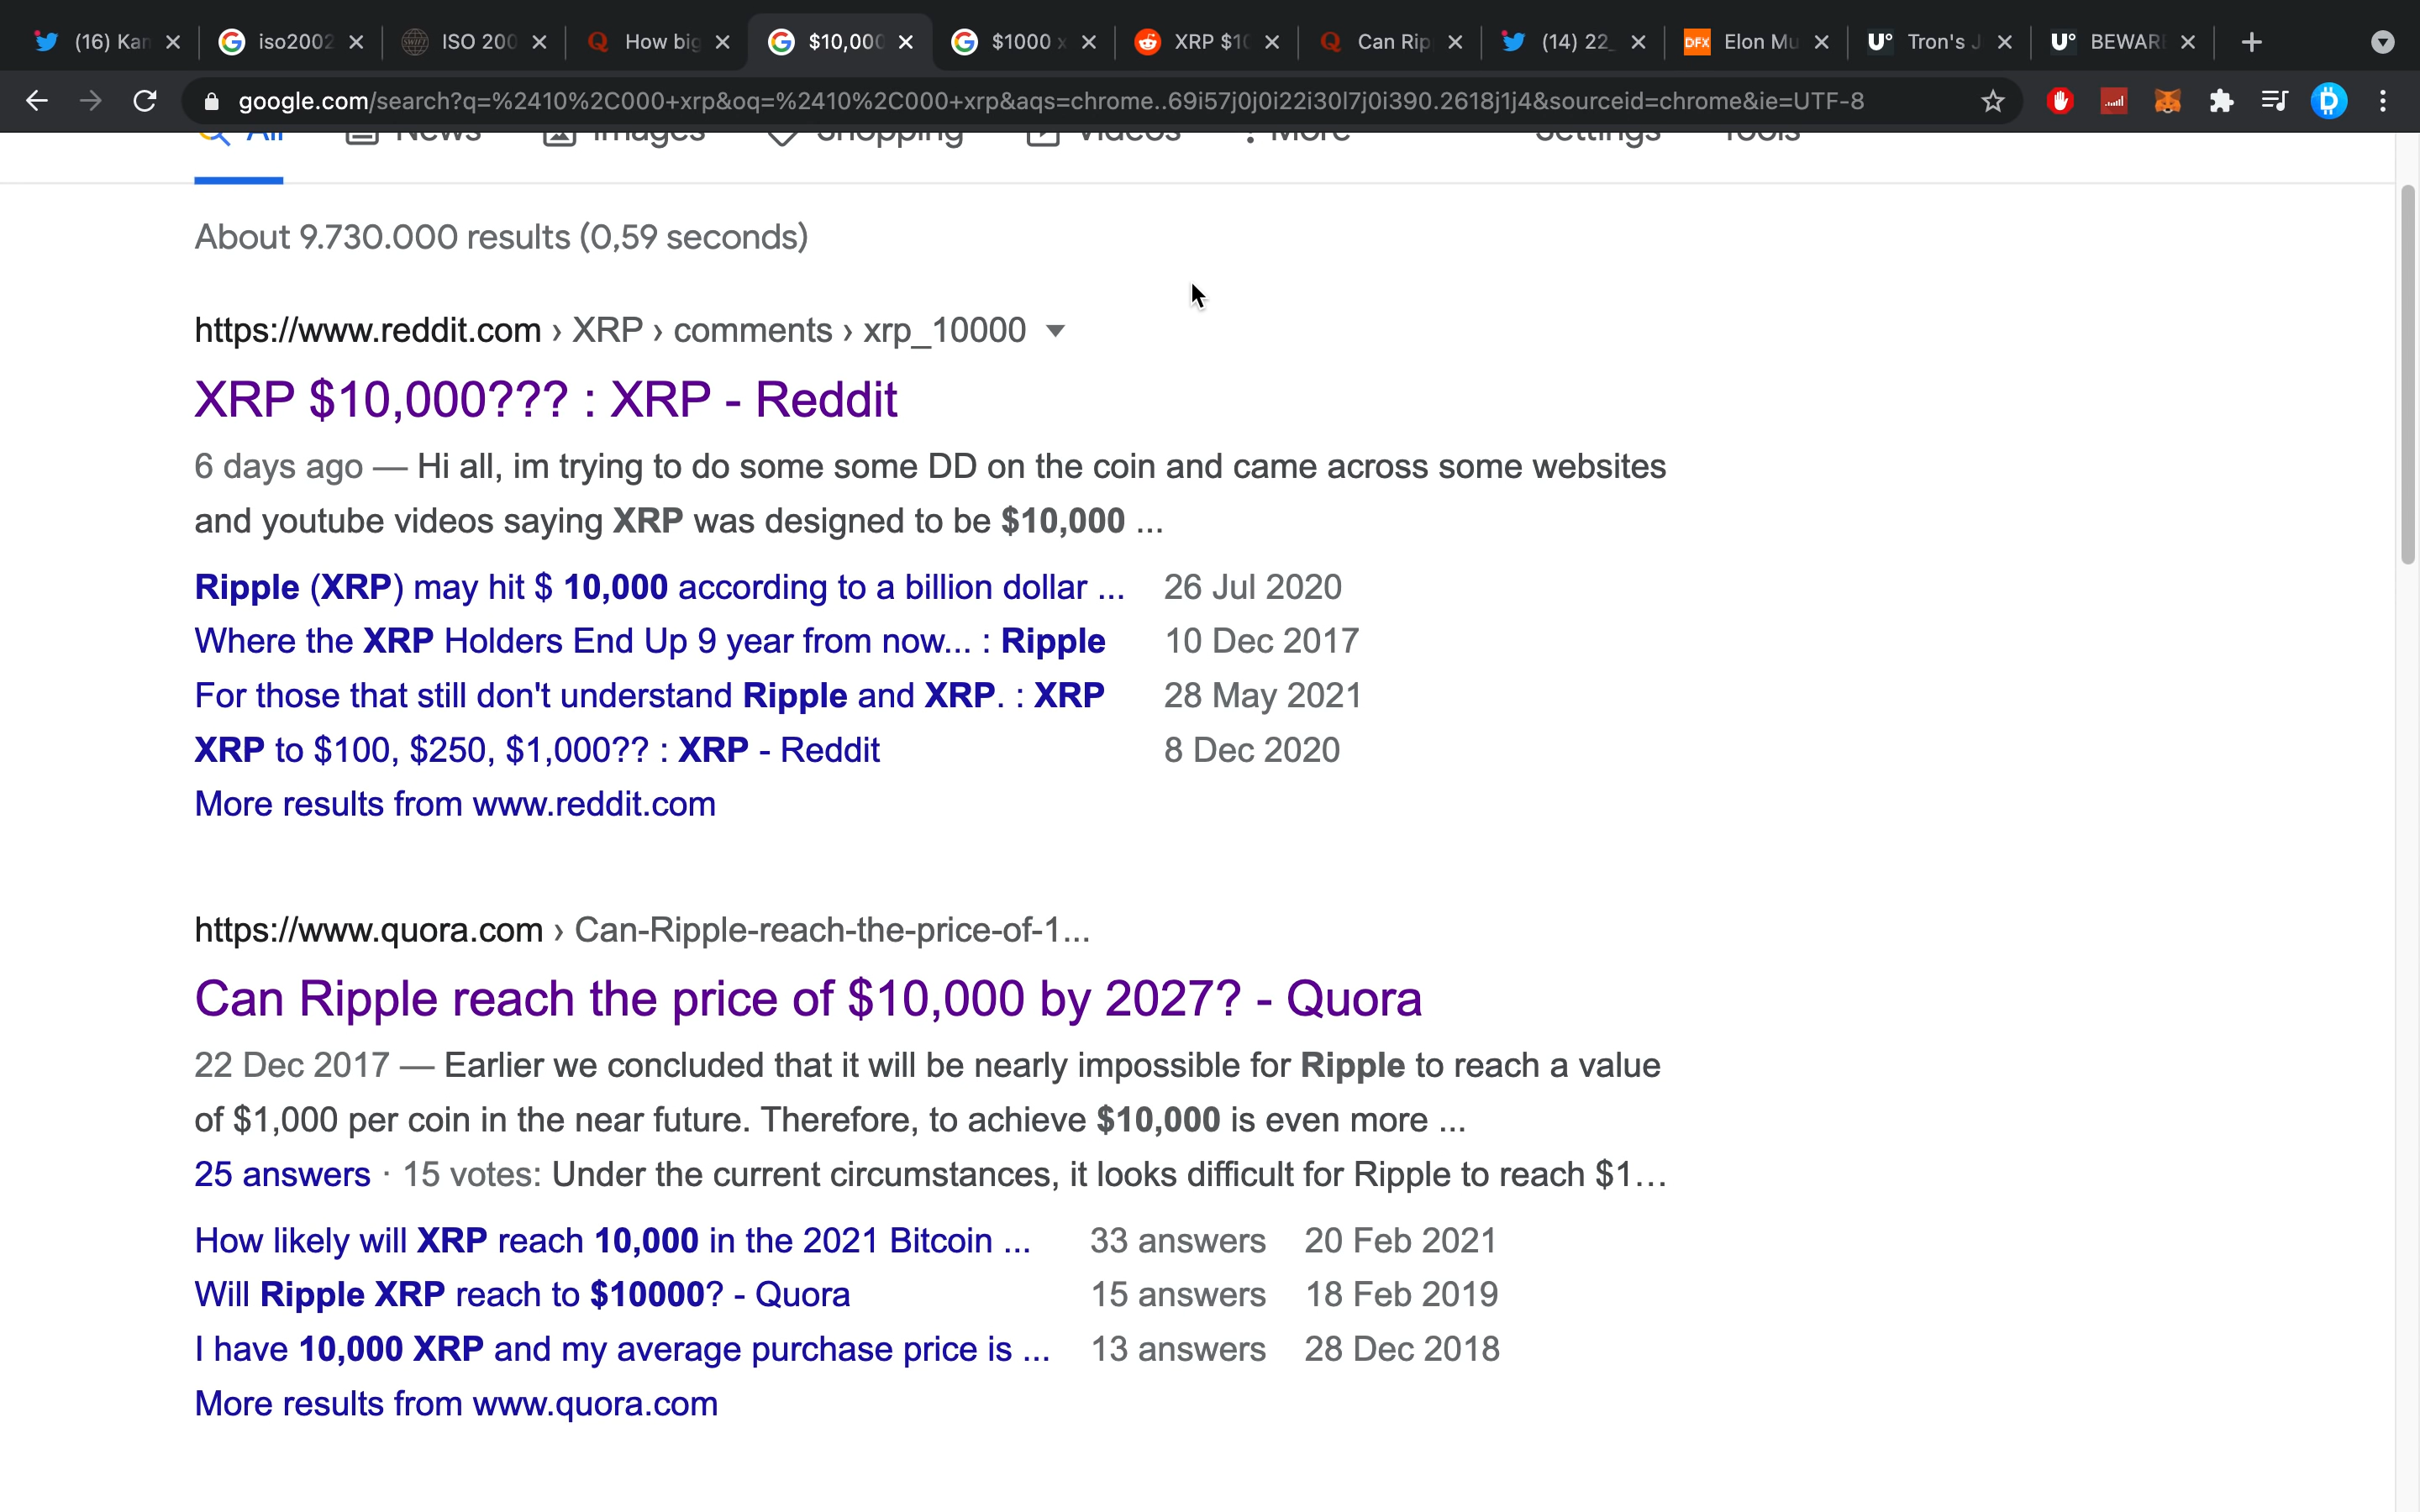 (16) Kan
iso2002
ISO 200
How big
$10,000
$1000 x
XRP $10
Can Rip
(14) 22_
DFX
Elon Mu
U° Tron's J
U° BEWAR
google.com/search?q=%2410%2C000+xrp&oq=%2410%2C000+xrp&aqs=chrome..69i57j0j0i22i30l7j0i390.2618j1j4&sourceid=chrome&ie=UTF-8
All News Images Shopping Videos More Settings Tools
About 9.730.000 results (0,59 seconds)
https://www.reddit.com › XRP › comments › xrp_10000
XRP $10,000??? : XRP - Reddit
6 days ago — Hi all, im trying to do some some DD on the coin and came across some websites
and youtube videos saying XRP was designed to be $10,000 ...
Ripple (XRP) may hit $ 10,000 according to a billion dollar ... 26 Jul 2020
Where the XRP Holders End Up 9 year from now... : Ripple 10 Dec 2017
For those that still don't understand Ripple and XRP. : XRP 28 May 2021
XRP to $100, $250, $1,000?? : XRP - Reddit 8 Dec 2020
More results from www.reddit.com
https://www.quora.com › Can-Ripple-reach-the-price-of-1...
Can Ripple reach the price of $10,000 by 2027? - Quora
22 Dec 2017 — Earlier we concluded that it will be nearly impossible for Ripple to reach a value
of $1,000 per coin in the near future. Therefore, to achieve $10,000 is even more ...
25 answers · 15 votes: Under the current circumstances, it looks difficult for Ripple to reach $1...
How likely will XRP reach 10,000 in the 2021 Bitcoin ... 33 answers 20 Feb 2021
Will Ripple XRP reach to $10000? - Quora 15 answers 18 Feb 2019
I have 10,000 XRP and my average purchase price is ... 13 answers 28 Dec 2018
More results from www.quora.com